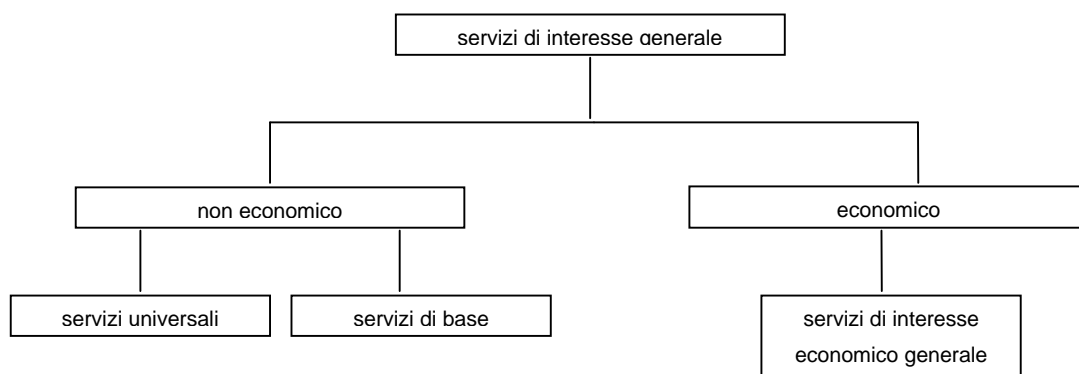 servizi di interesse generale
non economico
economico
servizi universali
servizi di base
servizi di interesse
economico generale